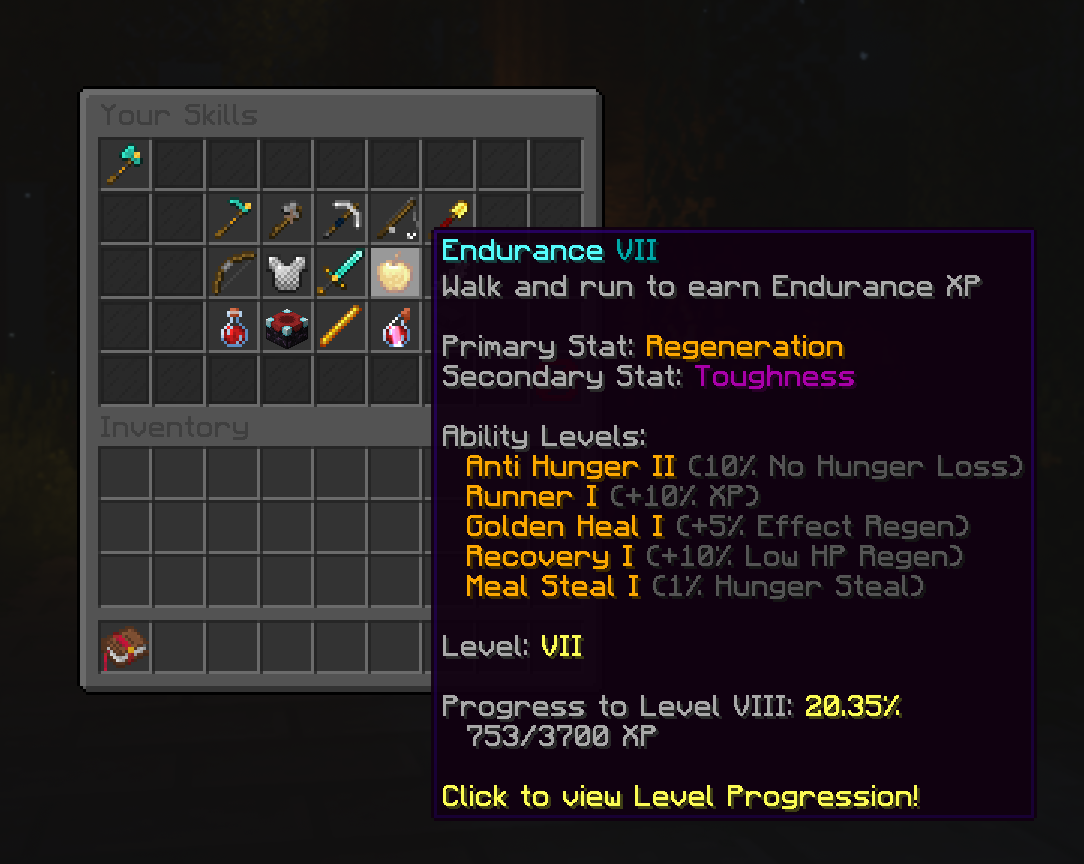 Your Skills
Endurance VII
Walk and run to earn Endurance XP
Primary Stat: Regeneration
Secondary Stat: Toughness
Ability Levels:
Anti Hunger II (10% No Hunger Loss)
Runner I (+10% XP)
Golden Heal I (+5% Effect Regen)
Recovery I (+10% Low HP Regen)
Meal Steal I (1% Hunger Steal)
Level: VII
Progress to Level VIII: 20.35%
753/3700 XP
Click to view Level Progression!
Inventory